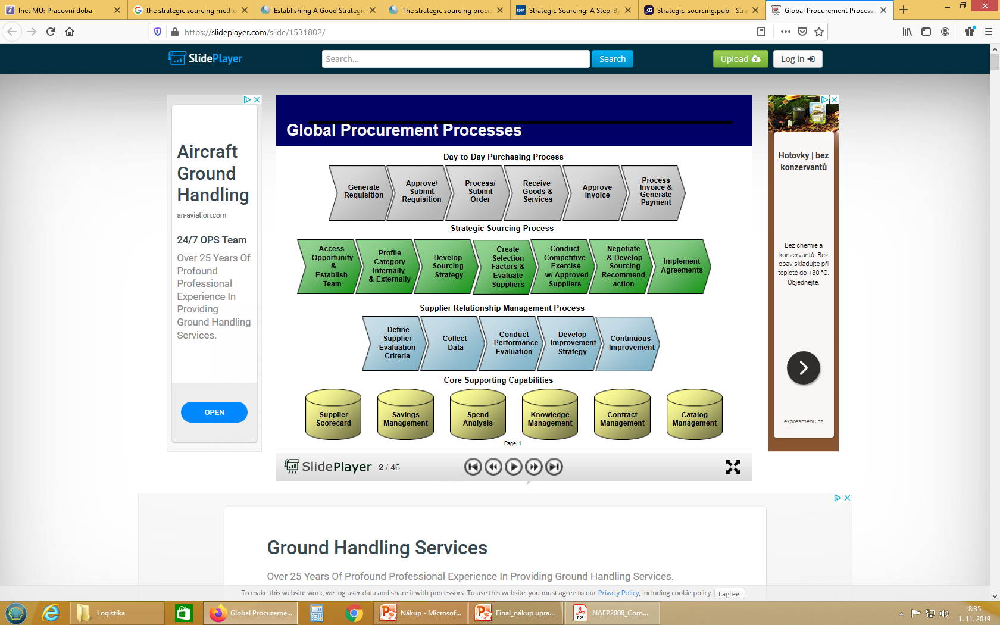 Inet MU: Pracovní doba
the strategic sourcing metho
Establishing A Good Strategic
The strategic sourcing proces
ISM
Strategic Sourcing: A Step-By
KB
Strategic_sourcing.pub - Stra
Global Procurement Processe
https://slideplayer.com/slide/1531802/
SlidePlayer
Search...
Search
Upload
Log in
Aircraft
Ground
Handling
an-aviation.com
24/7 OPS Team
Over 25 Years Of
Profound
Professional
Experience In
Providing
Ground Handling
Services.
OPEN
Global Procurement Processes
Day-to-Day Purchasing Process
Generate
Requisition
Approve/
Submit
Requisition
Process/
Submit
Order
Receive
Goods &
Services
Approve
Invoice
Process
Invoice &
Generate
Payment
Strategic Sourcing Process
Access
Opportunity
&
Establish
Team
Profile
Category
Internally
& Externally
Develop
Sourcing
Strategy
Create
Selection
Factors &
Evaluate
Suppliers
Conduct
Competitive
Exercise
w/ Approved
Suppliers
Negotiate
& Develop
Sourcing
Recommend-
action
Implement
Agreements
Supplier Relationship Management Process
Define
Supplier
Evaluation
Criteria
Collect
Data
Conduct
Performance
Evaluation
Develop
Improvement
Strategy
Continuous
Improvement
Core Supporting Capabilities
Supplier
Scorecard
Savings
Management
Spend
Analysis
Knowledge
Management
Contract
Management
Catalog
Management
Page: 1
SlidePlayer
2 / 46
Hotovky | bez
konzervantů
Bez chemie a
konzervantů. Bez
obav skladujte při
teplotě do +30 °C.
Objednejte.
expresmenu.cz
Ground Handling Services
Over 25 Years Of Profound Professional Experience In Providing Ground Handling Services.
To make this website work, we log user data and share it with processors. To use this website, you must agree to our Privacy Policy, including cookie policy.
I agree.
Logistika
Global Procureme...
Nákup - Microsof...
Final_nákup upra...
PDF
NAEP2008_Com...
8:35
1. 11. 2019